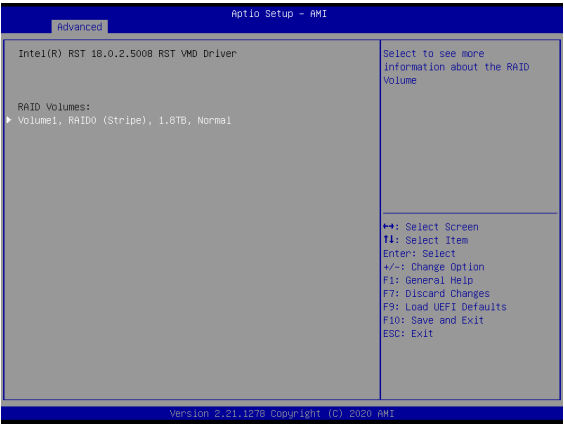 Aptio Setup - AMI
Advanced
Intel(R) RST 18.0.2.5008 RST VMD Driver
RAID Volumes:
Volume1, RAID0 (Stripe), 1.8TB, Normal
Select to see more
information about the RAID
Volume
↔: Select Screen
↑↓: Select Item
Enter: Select
+/-: Change Option
F1: General Help
F7: Discard Changes
F9: Load UEFI Defaults
F10: Save and Exit
ESC: Exit
Version 2.21.1278 Copyright (C) 2020 AMI